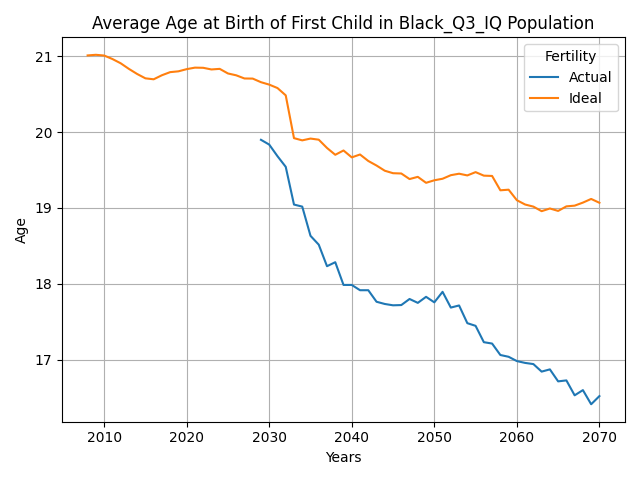 Average Age at Birth of First Child in Black_Q3_IQ Population
Fertility
Actual
Ideal
Age
21
20
19
18
17
2010 2020 2030 2040 2050 2060 2070
Years